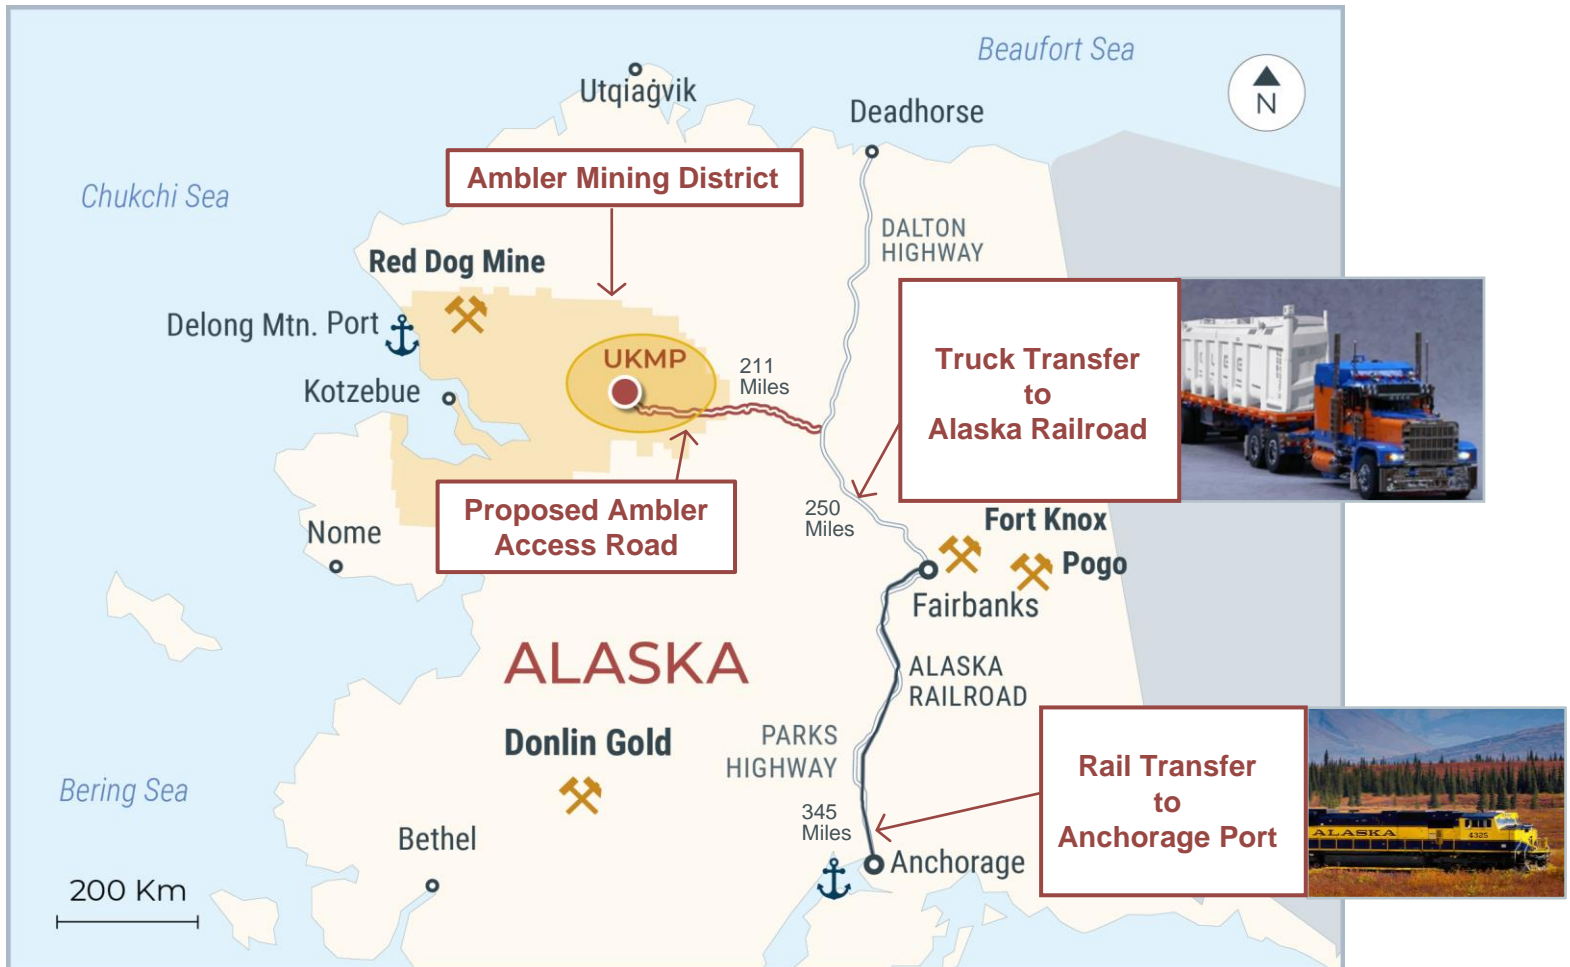 Beaufort Sea
N
Utqiaġvik
Deadhorse
Ambler Mining District
Chukchi Sea
DALTON
HIGHWAY
Red Dog Mine
Delong Mtn. Port
UKMP
211
Miles
Truck Transfer
to
Alaska Railroad
Kotzebue
Proposed Ambler
Access Road
250
Miles
Fort Knox
Nome
Pogo
Fairbanks
ALASKA
ALASKA
RAILROAD
Donlin Gold
PARKS
HIGHWAY
Rail Transfer
to
Anchorage Port
Bering Sea
345
Miles
ALASKA
4325
Bethel
Anchorage
200 Km